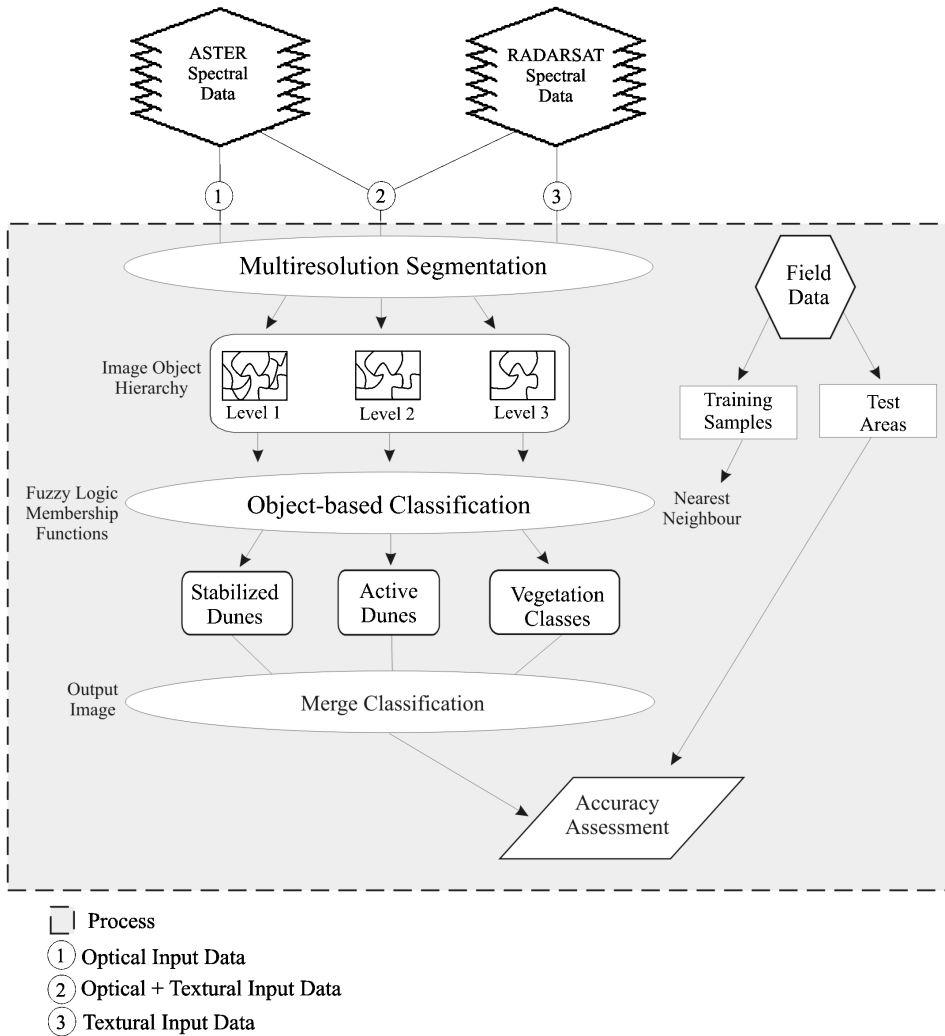 ASTER
Spectral
Data
RADARSAT
Spectral
Data
1
2
3
Multiresolution Segmentation
Field
Data
Image Object
Hierarchy
Level 1
Level 2
Level 3
Training
Samples
Test
Areas
Fuzzy Logic
Membership
Functions
Object-based Classification
Nearest
Neighbour
Stabilized
Dunes
Active
Dunes
Vegetation
Classes
Output
Image
Merge Classification
Accuracy
Assessment
Process
1 Optical Input Data
2 Optical + Textural Input Data
3 Textural Input Data